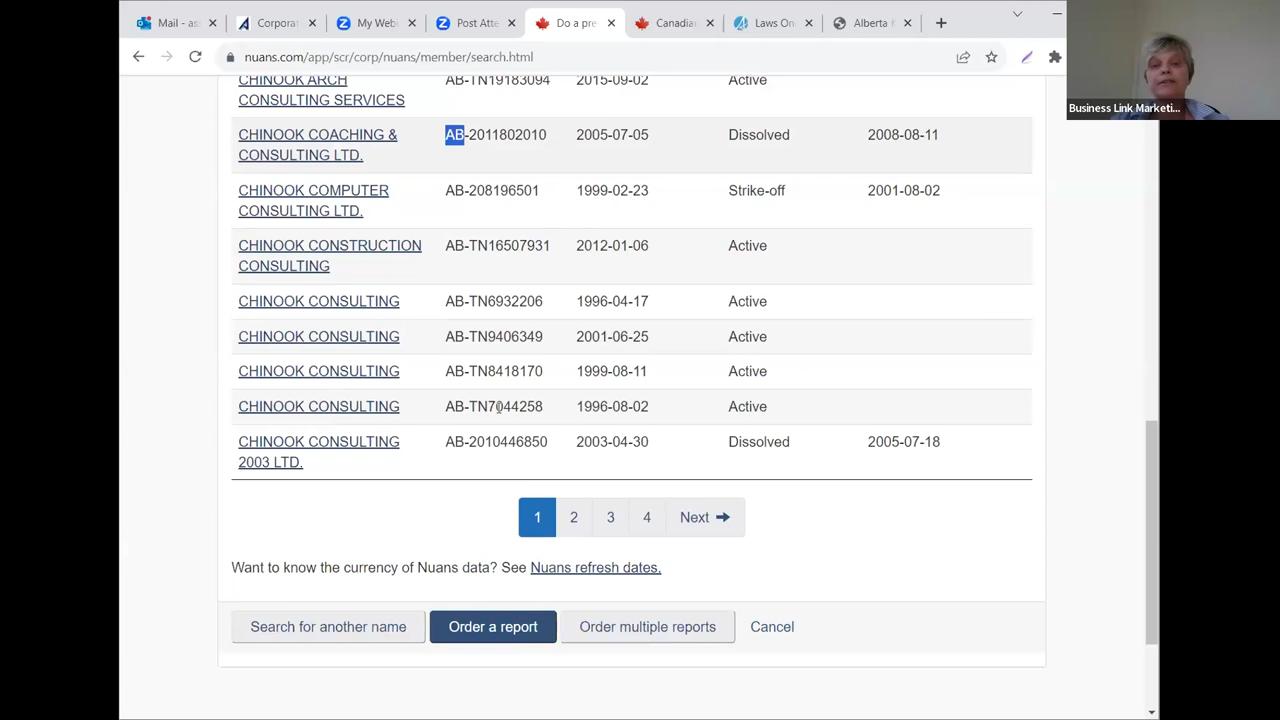 Mail - as
Corporat
My Web
Post Atte
Do a pre
Canadian
Laws On
Alberta
nuans.com/app/scr/corp/nuans/member/search.html
Business Link Marketi...
CHINOOK ARCH AB-TN19183094 2015-09-02 Active
CONSULTING SERVICES
CHINOOK COACHING & AB-2011802010 2005-07-05 Dissolved 2008-08-11
CONSULTING LTD.
CHINOOK COMPUTER AB-208196501 1999-02-23 Strike-off 2001-08-02
CONSULTING LTD.
CHINOOK CONSTRUCTION AB-TN16507931 2012-01-06 Active
CONSULTING
CHINOOK CONSULTING AB-TN6932206 1996-04-17 Active
CHINOOK CONSULTING AB-TN9406349 2001-06-25 Active
CHINOOK CONSULTING AB-TN8418170 1999-08-11 Active
CHINOOK CONSULTING AB-TN7044258 1996-08-02 Active
CHINOOK CONSULTING AB-2010446850 2003-04-30 Dissolved 2005-07-18
2003 LTD.
1 2 3 4 Next
Want to know the currency of Nuans data? See Nuans refresh dates.
Search for another name Order a report Order multiple reports Cancel